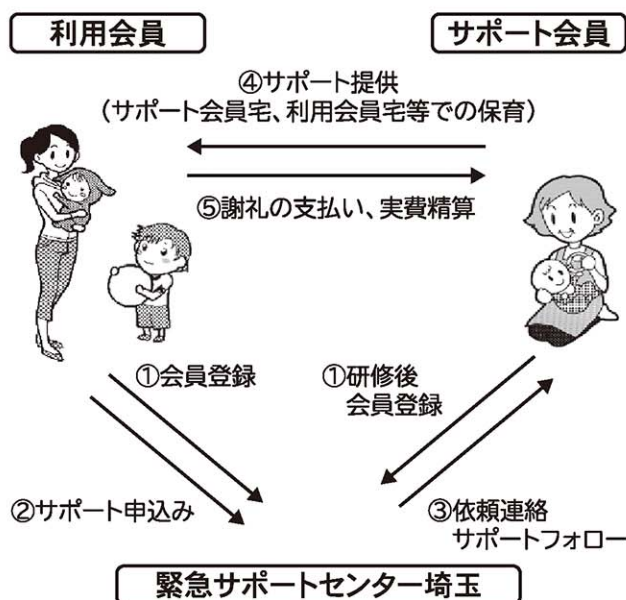 利用会員
サポート会員
④サポート提供
（サポート会員宅、利用会員宅等での保育）
⑤謝礼の支払い、実費精算
①会員登録
①研修後
会員登録
②サポート申込み
③依頼連絡
サポートフォロー
緊急サポートセンター埼玉